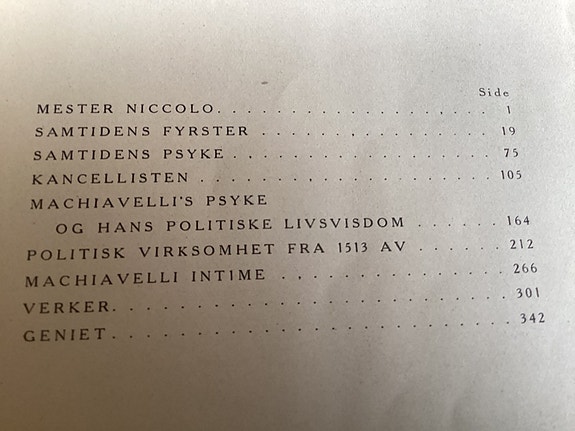 Side
MESTER NICCOLO. . . . . . . . . . . . . . . . 1
SAMTIDENS FYRSTER . . . . . . . . . . . . . 19
SAMTIDENS PSYKE . . . . . . . . . . . . . . . 75
KANCELLISTEN . . . . . . . . . . . . . . . . . 105
MACHIAVELLI'S PSYKE
OG HANS POLITISKE LIVSVISDOM . . . . . . 164
POLITISK VIRKSOMHET FRA 1513 AV . . . . . . 212
MACHIAVELLI INTIME . . . . . . . . . . . . . 266
VERKER. . . . . . . . . . . . . . . . . . . . . 301
GENIET . . . . . . . . . . . . . . . . . . . . . 342